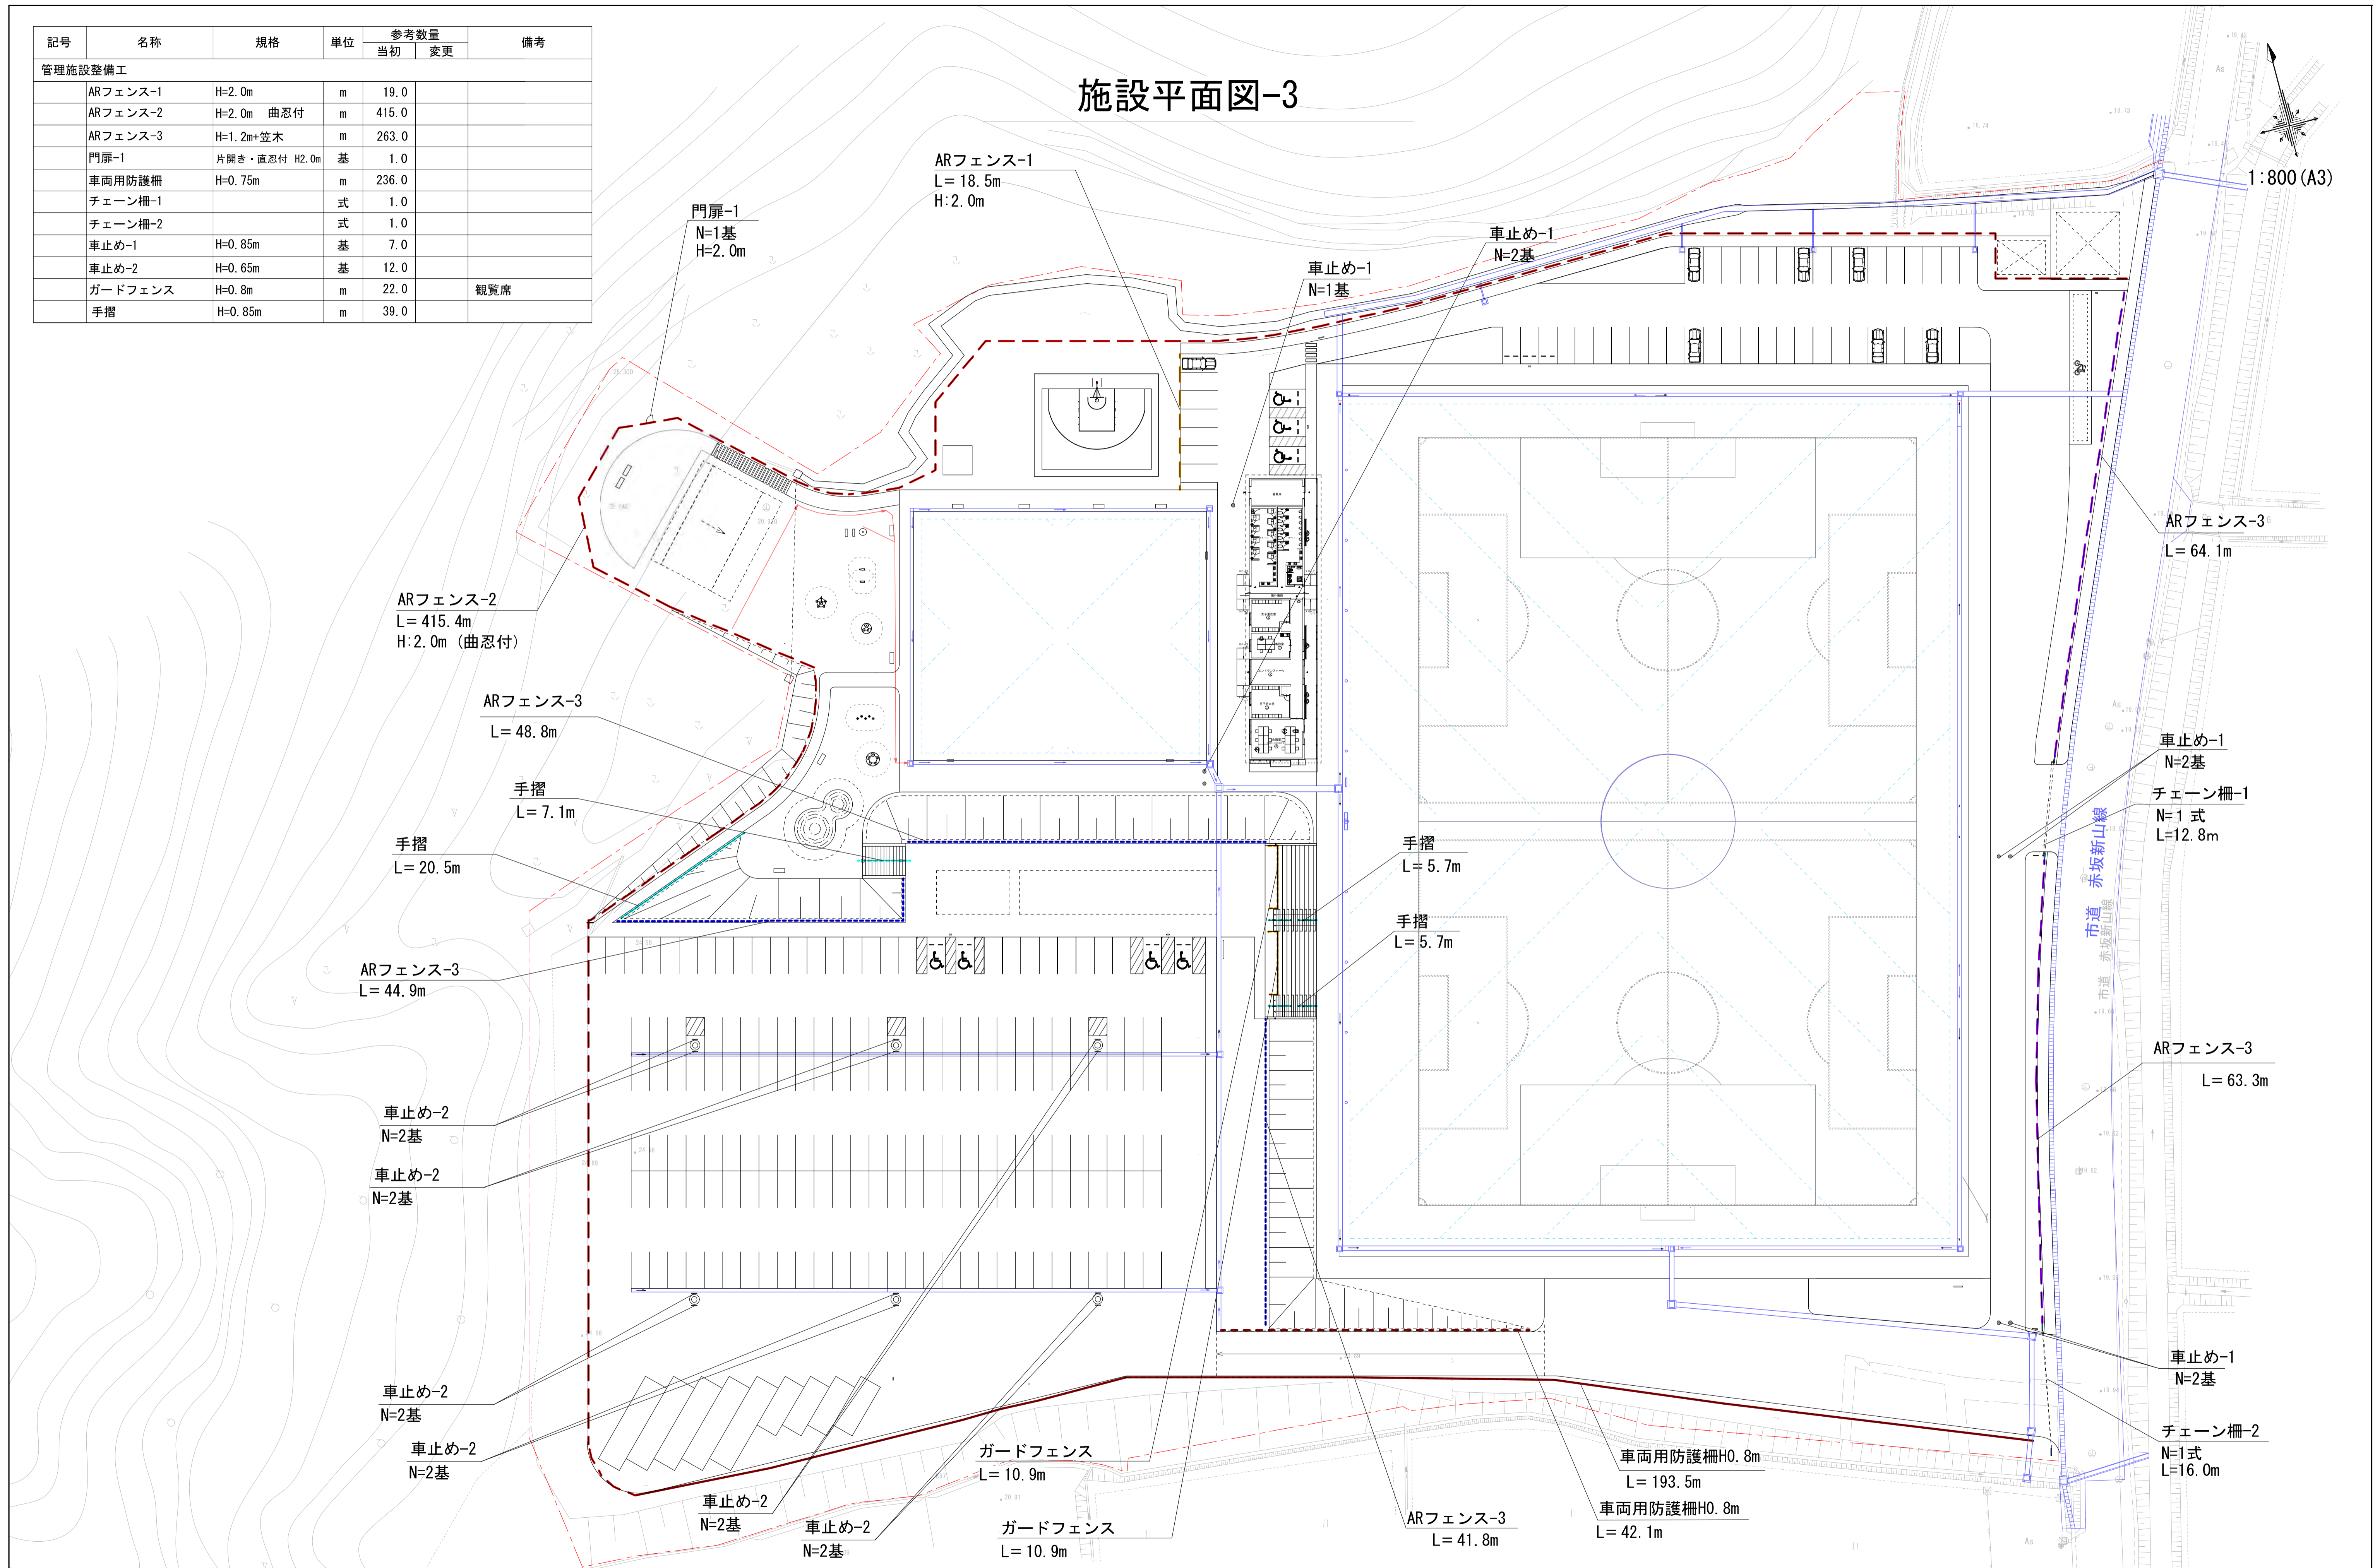 施設平面図-3
記号 名称 規格 単位 参考数量 備考
当初 変更
管理施設整備工
ARフェンス-1 H=2.0m m 19.0
ARフェンス-2 H=2.0m 曲忍付 m 415.0
ARフェンス-3 H=1.2m+笠木 m 263.0
門扉-1 片開き・直忍付 H2.0m 基 1.0
車両用防護柵 H=0.75m m 236.0
チェーン柵-1 式 1.0
チェーン柵-2 式 1.0
車止め-1 H=0.85m 基 7.0
車止め-2 H=0.65m 基 12.0
ガードフェンス H=0.8m m 22.0 観覧席
手摺 H=0.85m m 39.0
1:800(A3)
ARフェンス-1
L=18.5m
H:2.0m
門扉-1
N=1基
H=2.0m
車止め-1
N=2基
車止め-1
N=1基
ARフェンス-3
L=64.1m
ARフェンス-2
L=415.4m
H:2.0m (曲忍付)
ARフェンス-3
L=48.8m
手摺
L=7.1m
手摺
L=20.5m
手摺
L=5.7m
手摺
L=5.7m
車止め-1
N=2基
チェーン柵-1
N=1 式
L=12.8m
市道 赤坂新山線
市道 赤坂新山線
ARフェンス-3
L=44.9m
ARフェンス-3
L=63.3m
車止め-2
N=2基
車止め-2
N=2基
車止め-2
N=2基
車止め-2
N=2基
車止め-2
N=2基
車止め-2
N=2基
ガードフェンス
L=10.9m
ガードフェンス
L=10.9m
ARフェンス-3
L=41.8m
車両用防護柵H0.8m
L=193.5m
車両用防護柵H0.8m
L=42.1m
車止め-1
N=2基
チェーン柵-2
N=1式
L=16.0m